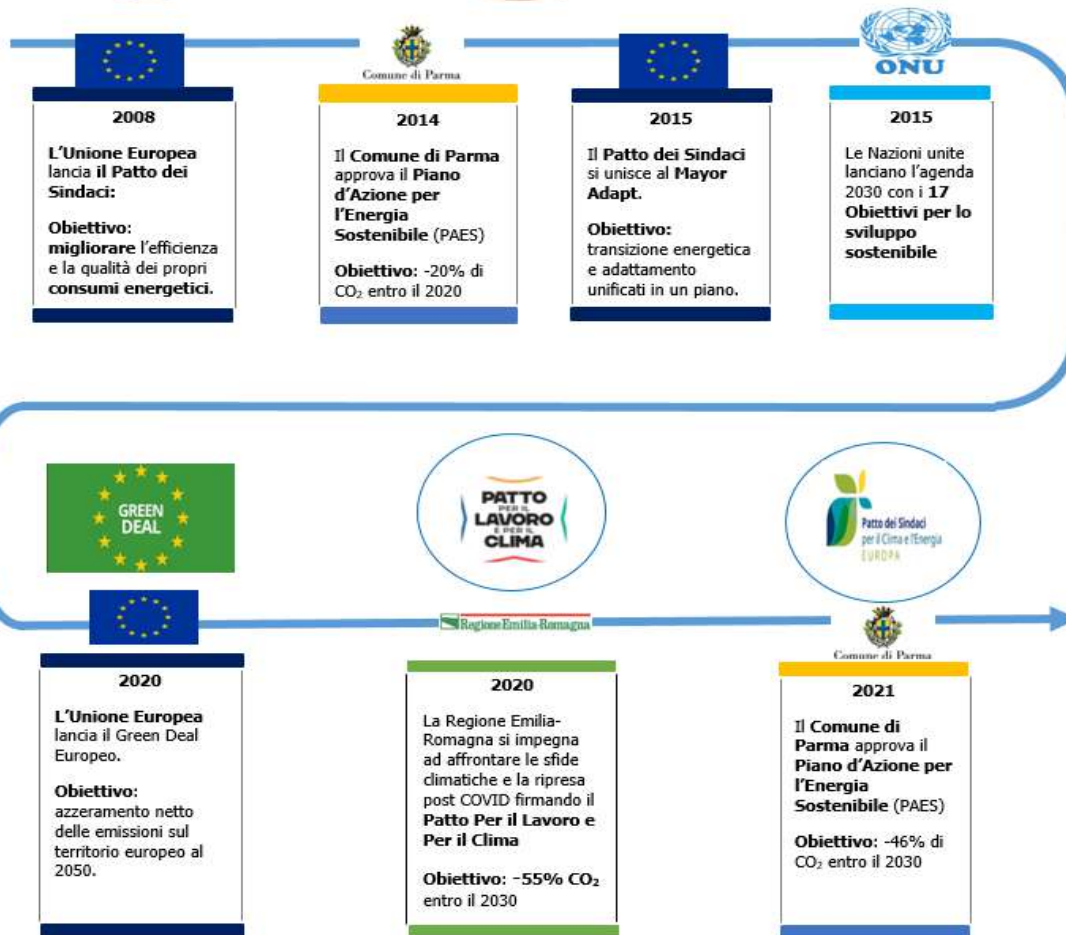 Comune di Parma
ONU
2008
L'Unione Europea
lancia il Patto dei
Sindaci:
Obiettivo:
migliorare l'efficienza
e la qualità dei propri
consumi energetici.
2014
Il Comune di Parma
approva il Piano
d'Azione per
l'Energia
Sostenibile (PAES)
Obiettivo: -20% di
CO₂ entro il 2020
2015
Il Patto dei Sindaci
si unisce al Mayor
Adapt.
Obiettivo:
transizione energetica
e adattamento
unificati in un piano.
2015
Le Nazioni unite
lanciano l'agenda
2030 con i 17
Obiettivi per lo
sviluppo
sostenibile
GREEN
DEAL
PATTO
PER IL
LAVORO
E PER IL
CLIMA
Patto dei Sindaci
per il Clima e l'Energia
EUROPA
Regione Emilia-Romagna
Comune di Parma
2020
L'Unione Europea
lancia il Green Deal
Europeo.
Obiettivo:
azzeramento netto
delle emissioni sul
territorio europeo al
2050.
2020
La Regione Emilia-
Romagna si impegna
ad affrontare le sfide
climatiche e la ripresa
post COVID firmando il
Patto Per il Lavoro e
Per il Clima
Obiettivo: -55% CO₂
entro il 2030
2021
Il Comune di
Parma approva il
Piano d'Azione per
l'Energia
Sostenibile (PAES)
Obiettivo: -46% di
CO₂ entro il 2030